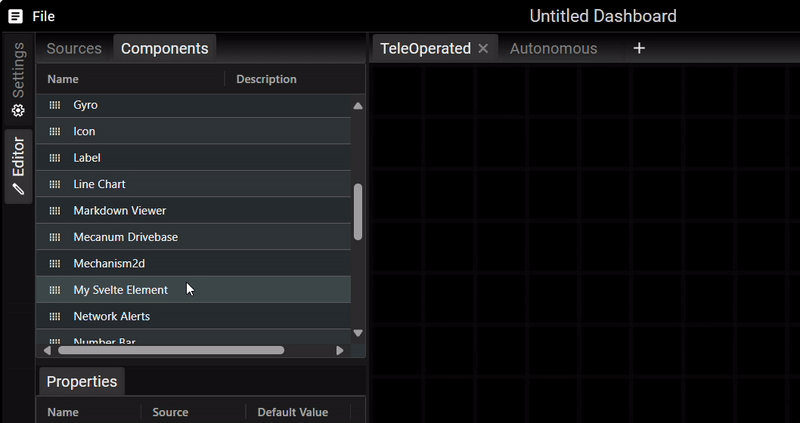 File
Untitled Dashboard
Settings
Editor
Sources
Components
Name
Description
Gyro
Icon
Label
Line Chart
Markdown Viewer
Mecanum Drivebase
Mechanism2d
My Svelte Element
Network Alerts
Number Bar
Properties
Name
Source
Default Value
TeleOperated
Autonomous